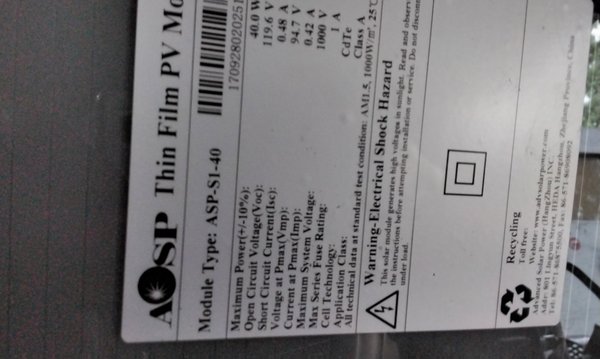 AOSP Thin Film PV Mo
Module Type: ASP-S1-40
17092802025
Maximum Power(+/-10%): 40.0 W
Open Circuit Voltage(Voc): 119.6 V
Short Circuit Current(Isc): 0.48 A
Voltage at Pmax(Vmp): 94.7 V
Current at Pmax(Imp): 0.42 A
Maximum System Voltage: 1000 V
Max Series Fuse Rating: 1 A
Cell Technology: CdTe
Application Class: Class A
All technical data at standard test condition: AM1.5, 1000W/m², 25℃
Warning-Electrical Shock Hazard
This solar module generates high voltages in sunlight. Read and observe
the instructions before attempting installation or service. Do not disconnect
under load.
Recycling
Toll free:
Website: www.advsolarpower.com
Advanced Solar Power (HangZhou) INC.
Street, HEDA Hangzhou, Zhejiang Province, China